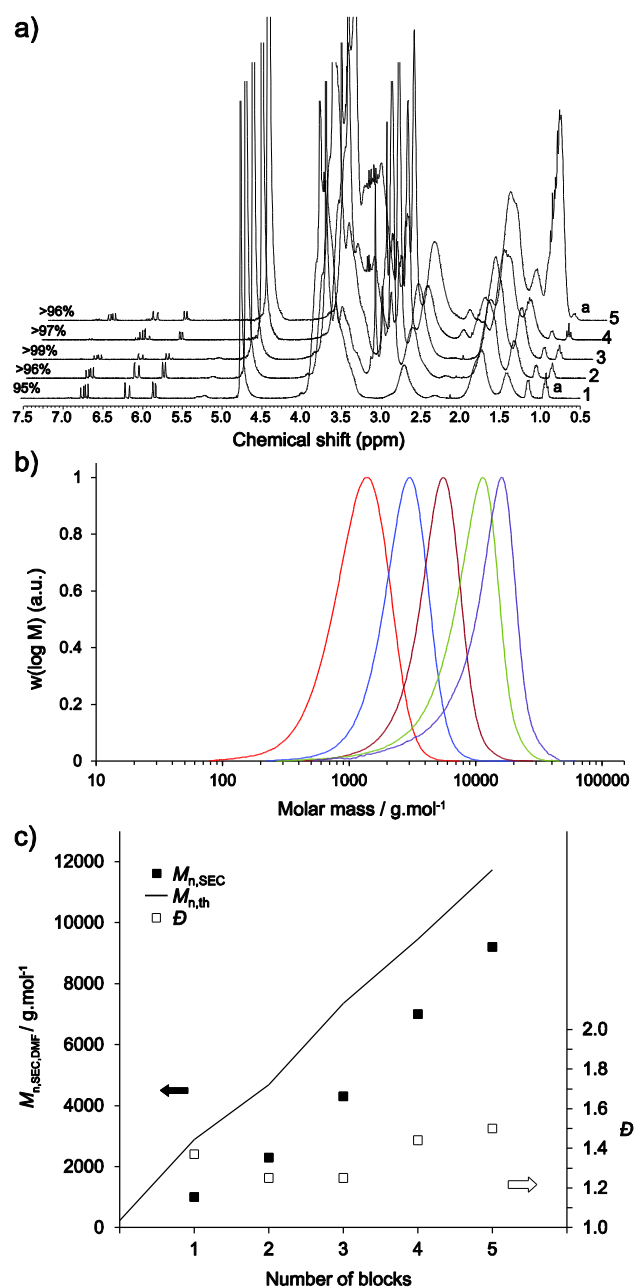 a)
>96% a 5
>97% 4
>99% 3
>96% 2
95% a 1
7.5 7.0 6.5 6.0 5.5 5.0 4.5 4.0 3.5 3.0 2.5 2.0 1.5 1.0 0.5
Chemical shift (ppm)
b)
w(log M) (a.u.)
1
0.8
0.6
0.4
0.2
0
10 100 1000 10000 100000
Molar mass / g.mol-1
c)
Mn,SEC
Mn,th
Đ
Mn,SEC,DMF / g.mol-1
12000
10000
8000
6000
4000
2000
0
2.0
1.8
1.6
1.4
1.2
1.0
Đ
1 2 3 4 5
Number of blocks